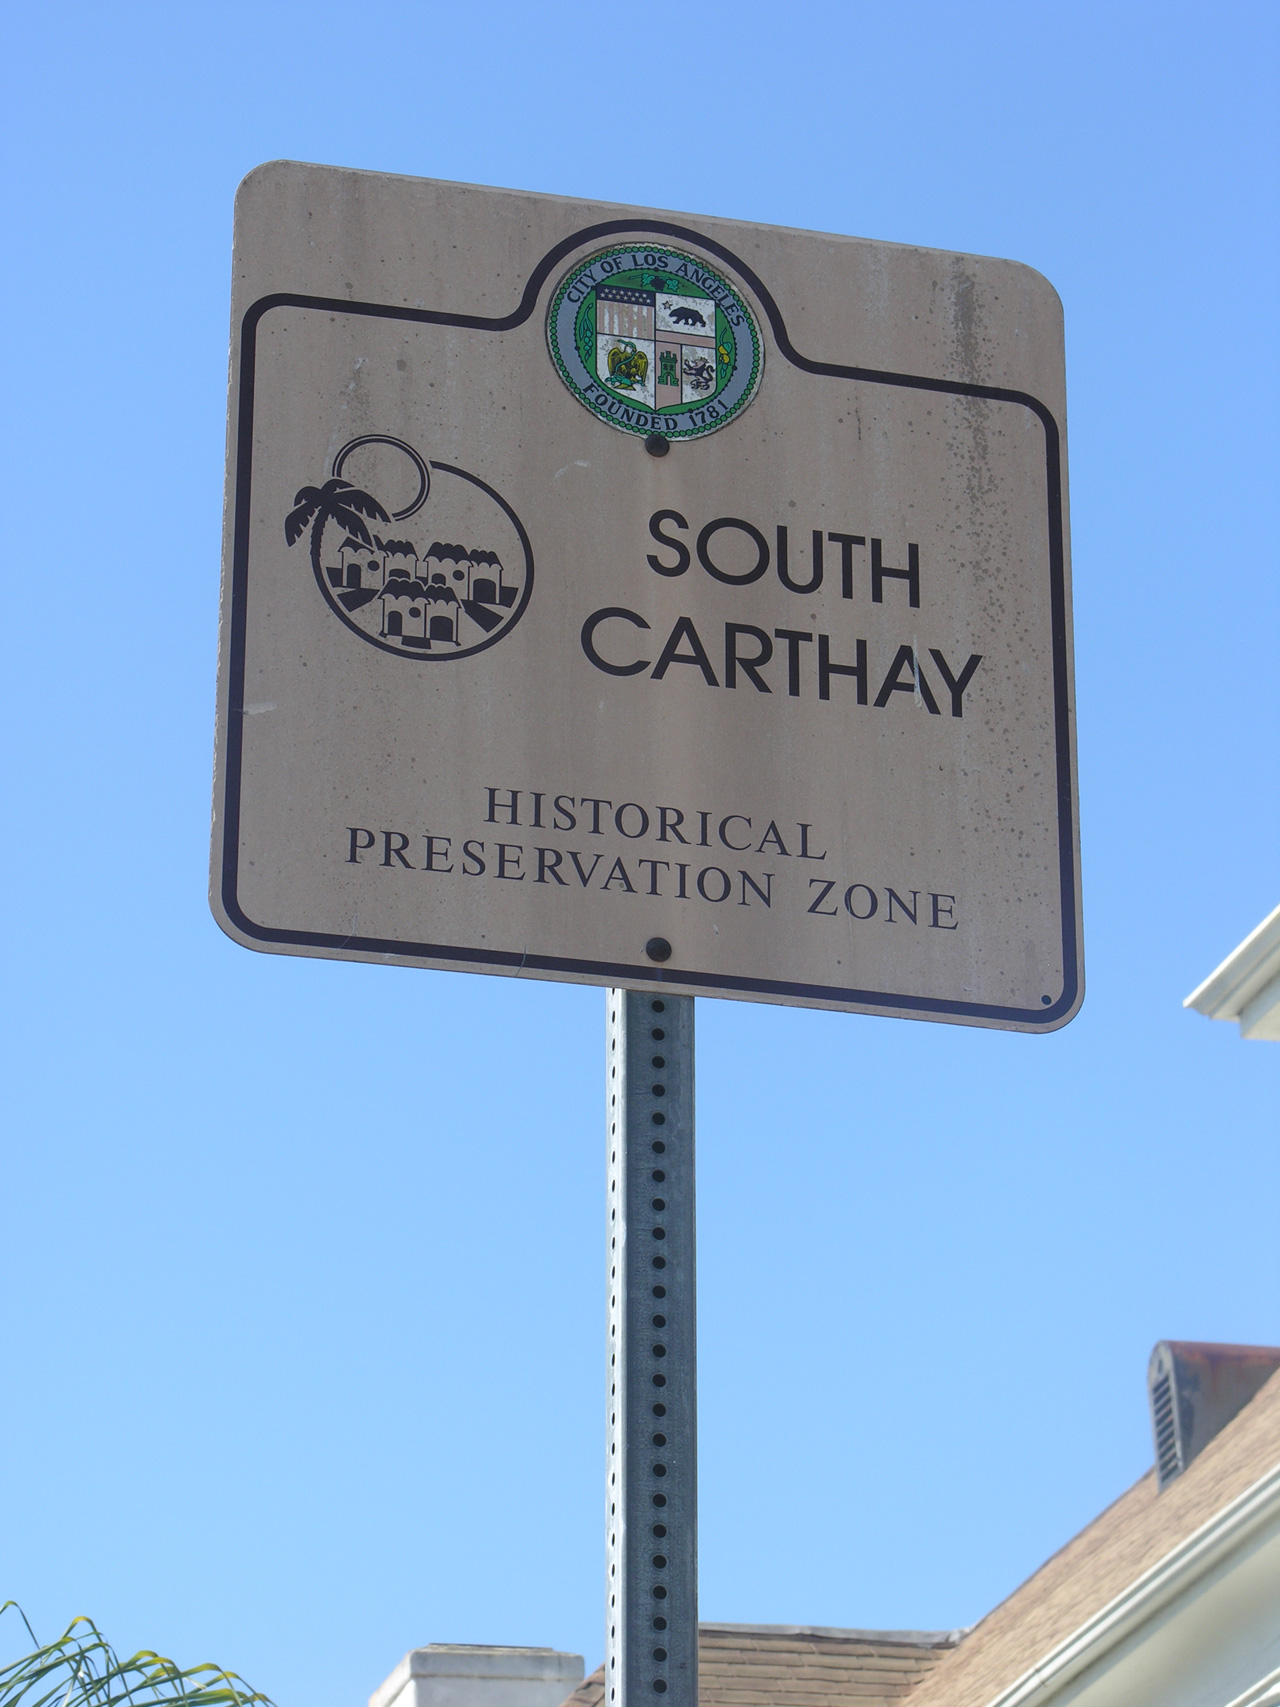 CITY OF LOS ANGELES
FOUNDED 1781
SOUTH
CARTHAY
HISTORICAL
PRESERVATION ZONE